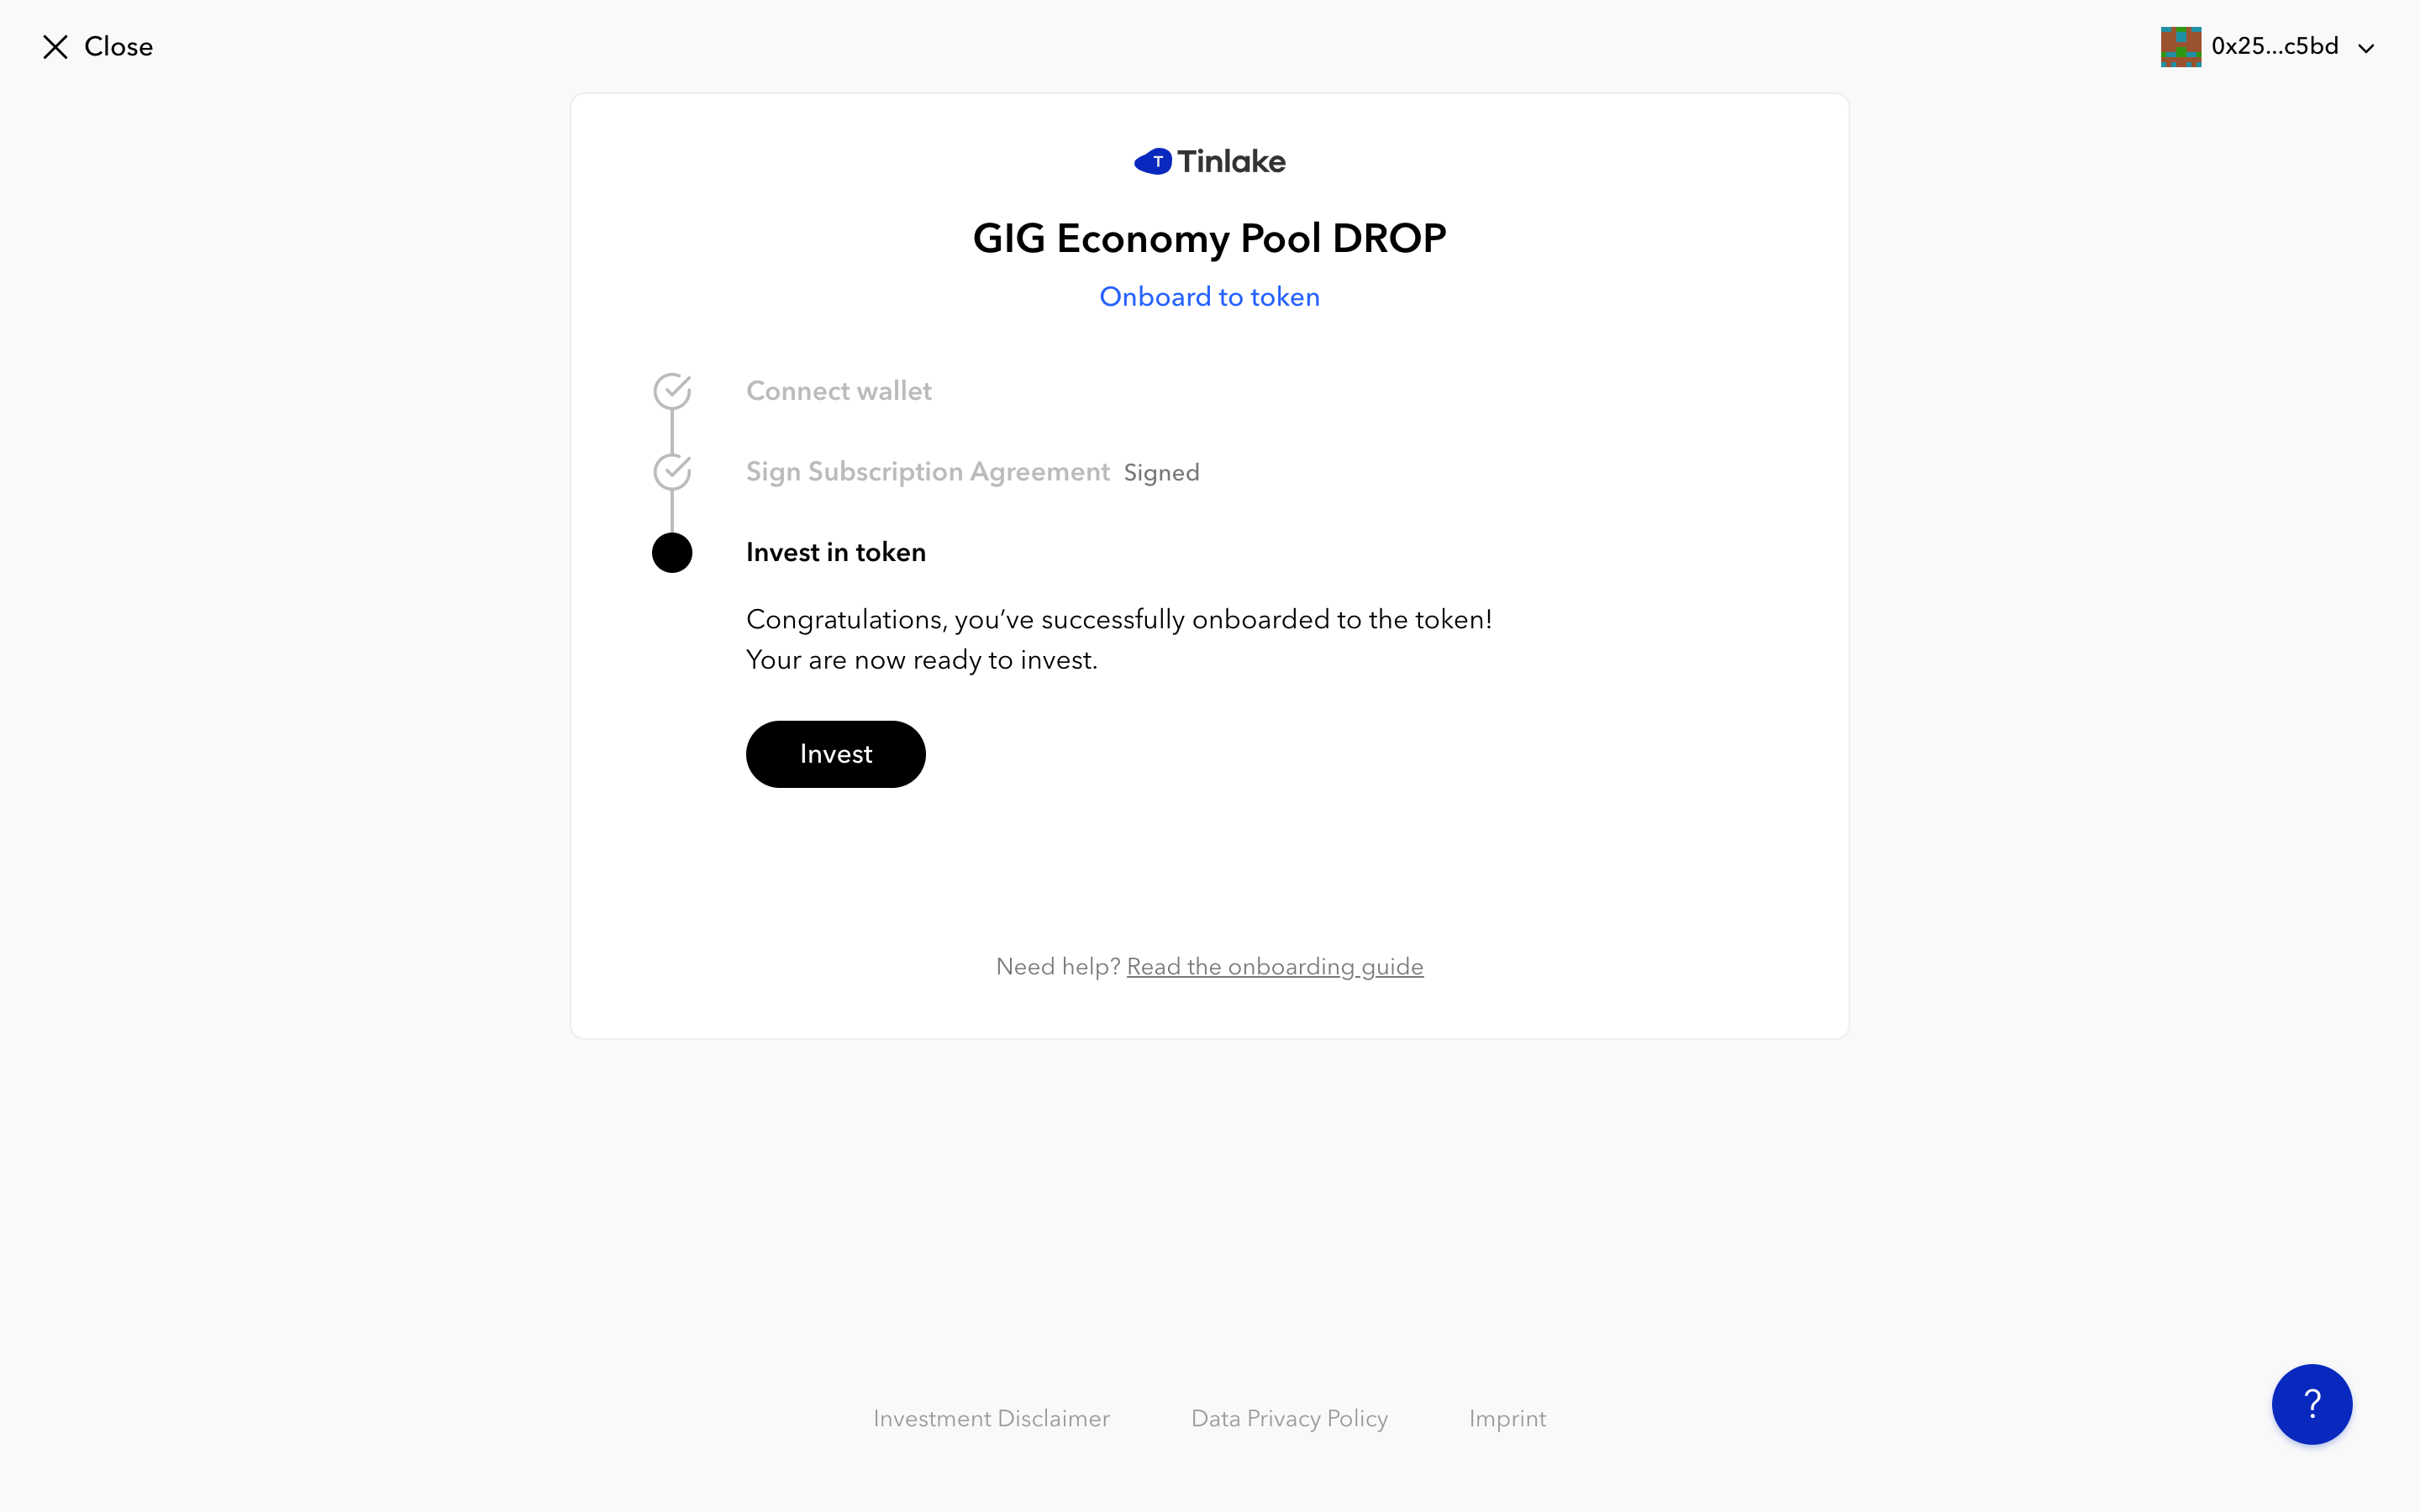 Close
0x25...c5bd
T Tinlake
GIG Economy Pool DROP
Onboard to token
Connect wallet
Sign Subscription Agreement Signed
Invest in token
Congratulations, you’ve successfully onboarded to the token!
Your are now ready to invest.
Invest
Need help? Read the onboarding guide
Investment Disclaimer Data Privacy Policy Imprint
?